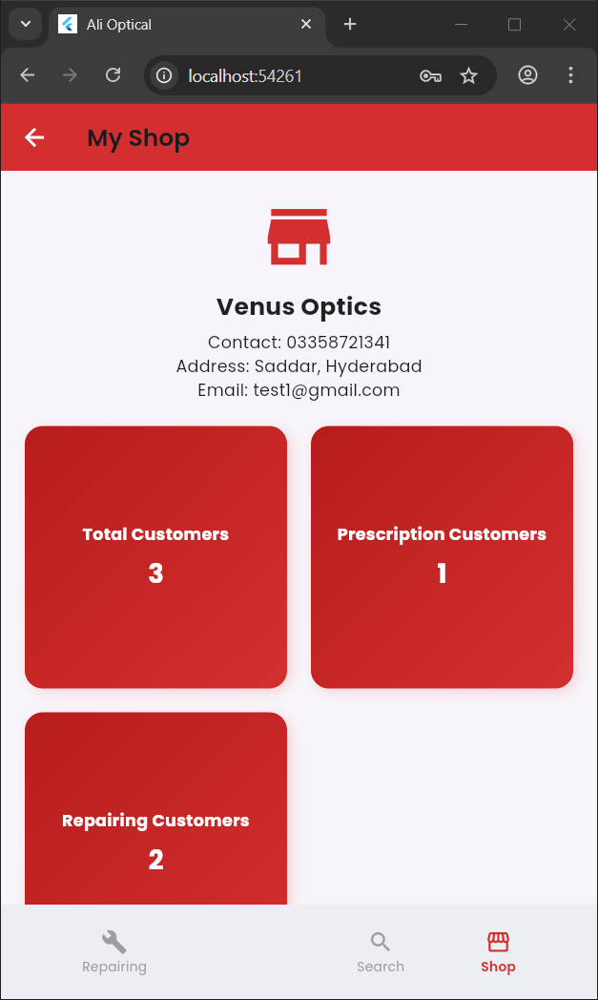 Ali Optical
localhost:54261
My Shop
Venus Optics
Contact: 03358721341
Address: Saddar, Hyderabad
Email: test1@gmail.com
Total Customers
3
Prescription Customers
1
Repairing Customers
2
Repairing
Search
Shop